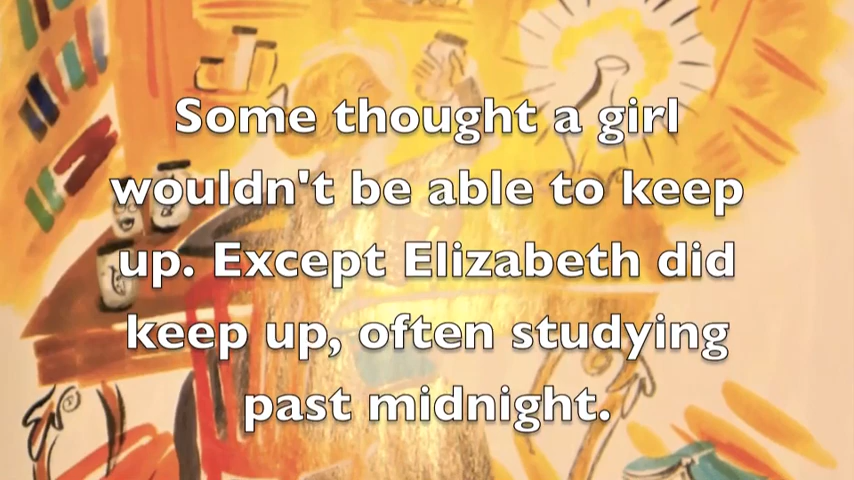 Some thought a girl
wouldn't be able to keep
up. Except Elizabeth did
keep up, often studying
past midnight.